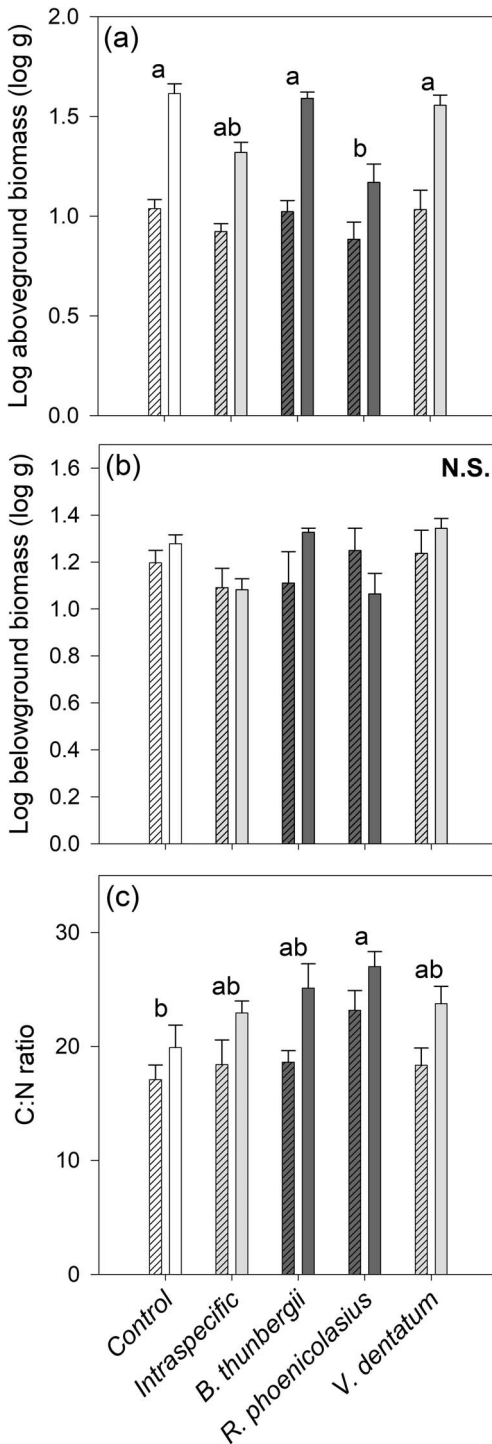 (a)
Log aboveground biomass (log g)
2.0
1.5
1.0
0.5
0.0
a
ab
a
b
a
(b)
N.S.
Log belowground biomass (log g)
1.6
1.4
1.2
1.0
0.8
0.6
0.4
0.2
0.0
(c)
C:N ratio
30
20
10
0
b
ab
ab
a
ab
Control
Intraspecific
B. thunbergii
R. phoenicolasius
V. dentatum